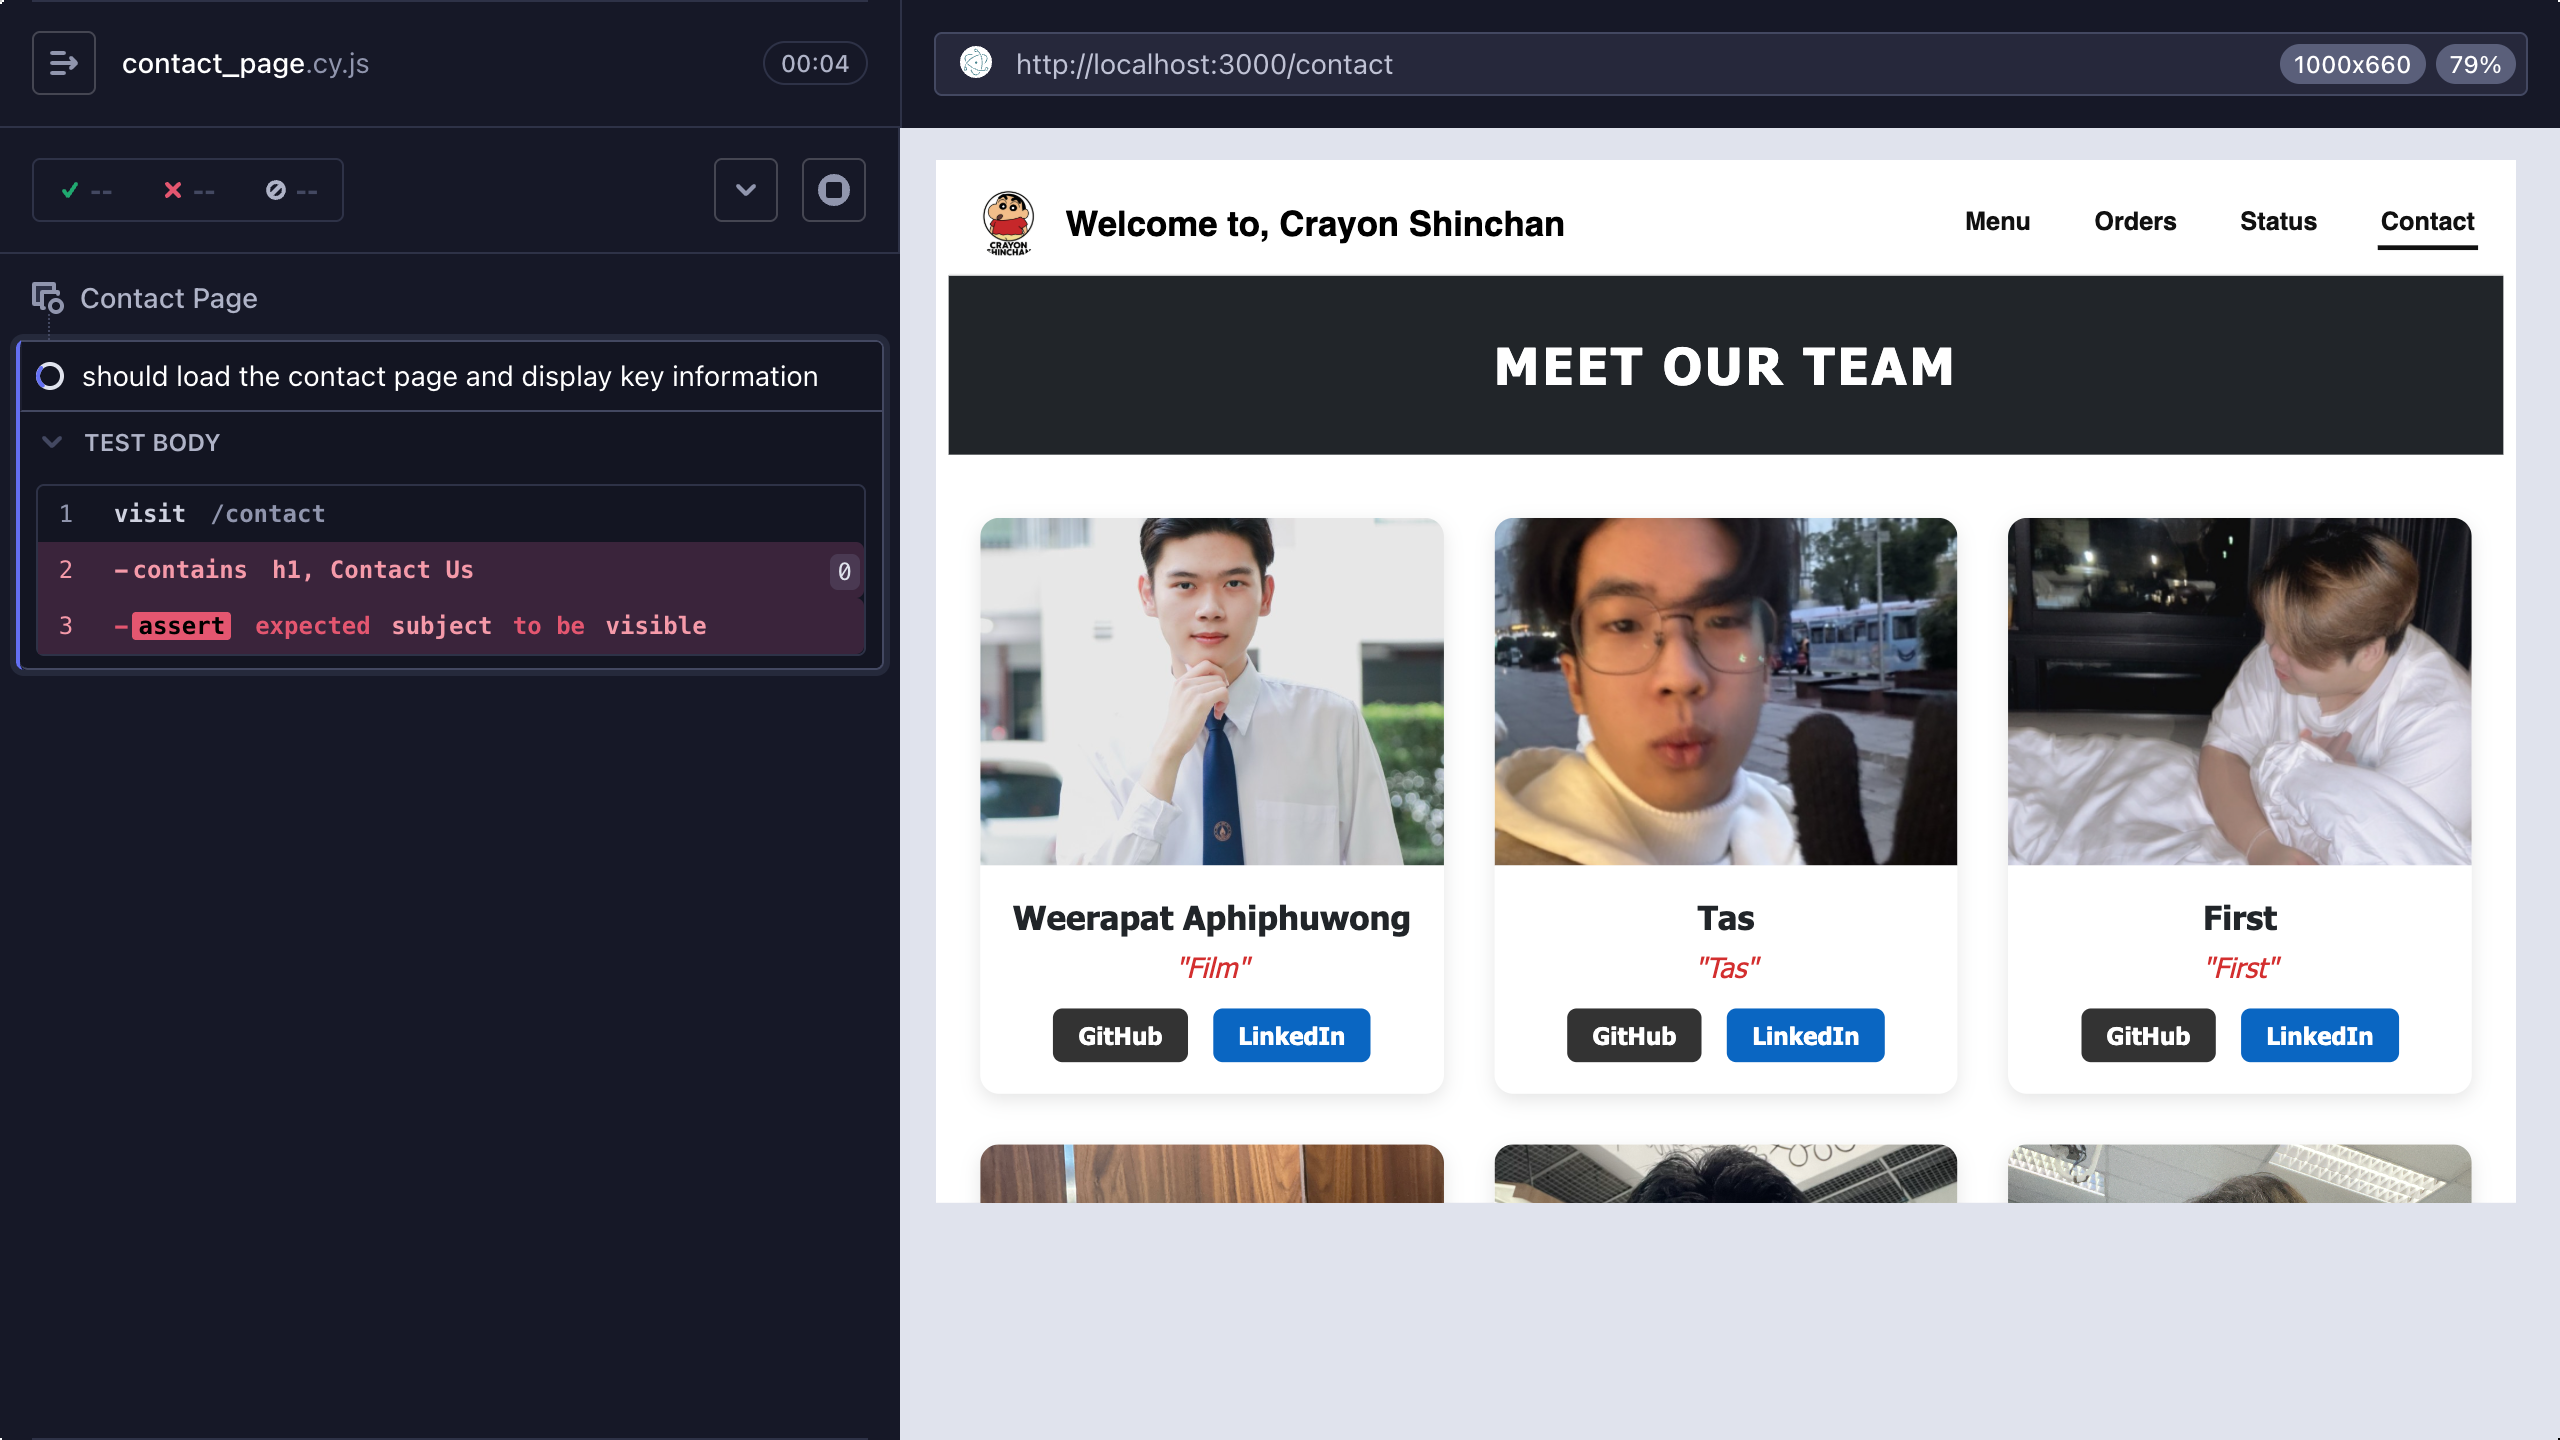 contact_page.cy.js
00:04
--
--
--
Contact Page
should load the contact page and display key information
TEST BODY
1 visit /contact
2 -contains h1, Contact Us 0
3 -assert expected subject to be visible
http://localhost:3000/contact
1000x660
79%
CRAYON
SHINCHAN
Welcome to, Crayon Shinchan
Menu
Orders
Status
Contact
MEET OUR TEAM
Weerapat Aphiphuwong
"Film"
GitHub
LinkedIn
Tas
"Tas"
GitHub
LinkedIn
First
"First"
GitHub
LinkedIn